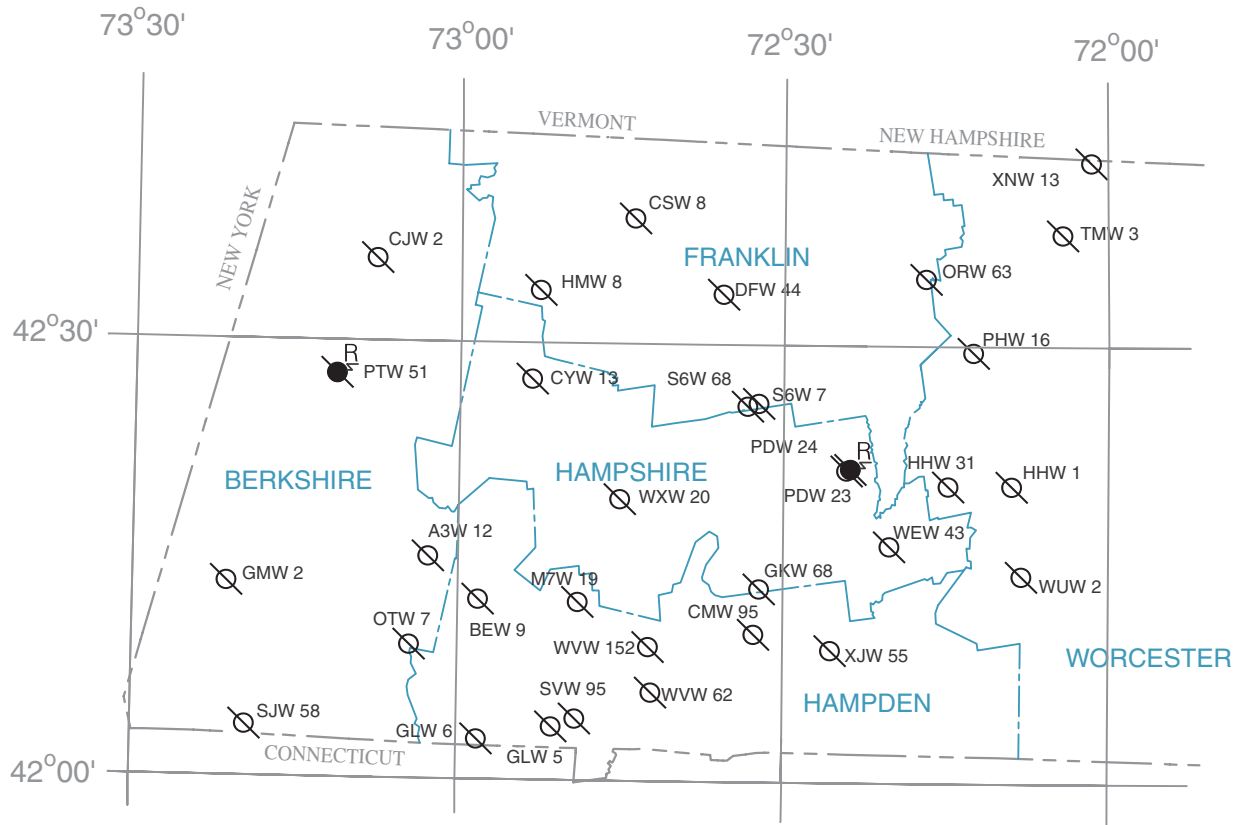 73°30'
73°00'
72°30'
72°00'
VERMONT
NEW HAMPSHIRE
XNW 13
CSW 8
TMW 3
CJW 2
NEW YORK
FRANKLIN
ORW 63
HMW 8
DFW 44
42°30'
PHW 16
R
PTW 51
CYW 13
S6W 68
S6W 7
PDW 24
R
HHW 31
HHW 1
BERKSHIRE
HAMPSHIRE
WXW 20
PDW 23
A3W 12
WEW 43
GMW 2
M7W 19
GKW 68
WUW 2
OTW 7
BEW 9
CMW 95
WVW 152
XJW 55
WORCESTER
SVW 95
WVW 62
HAMPDEN
SJW 58
GLW 6
GLW 5
CONNECTICUT
42°00'